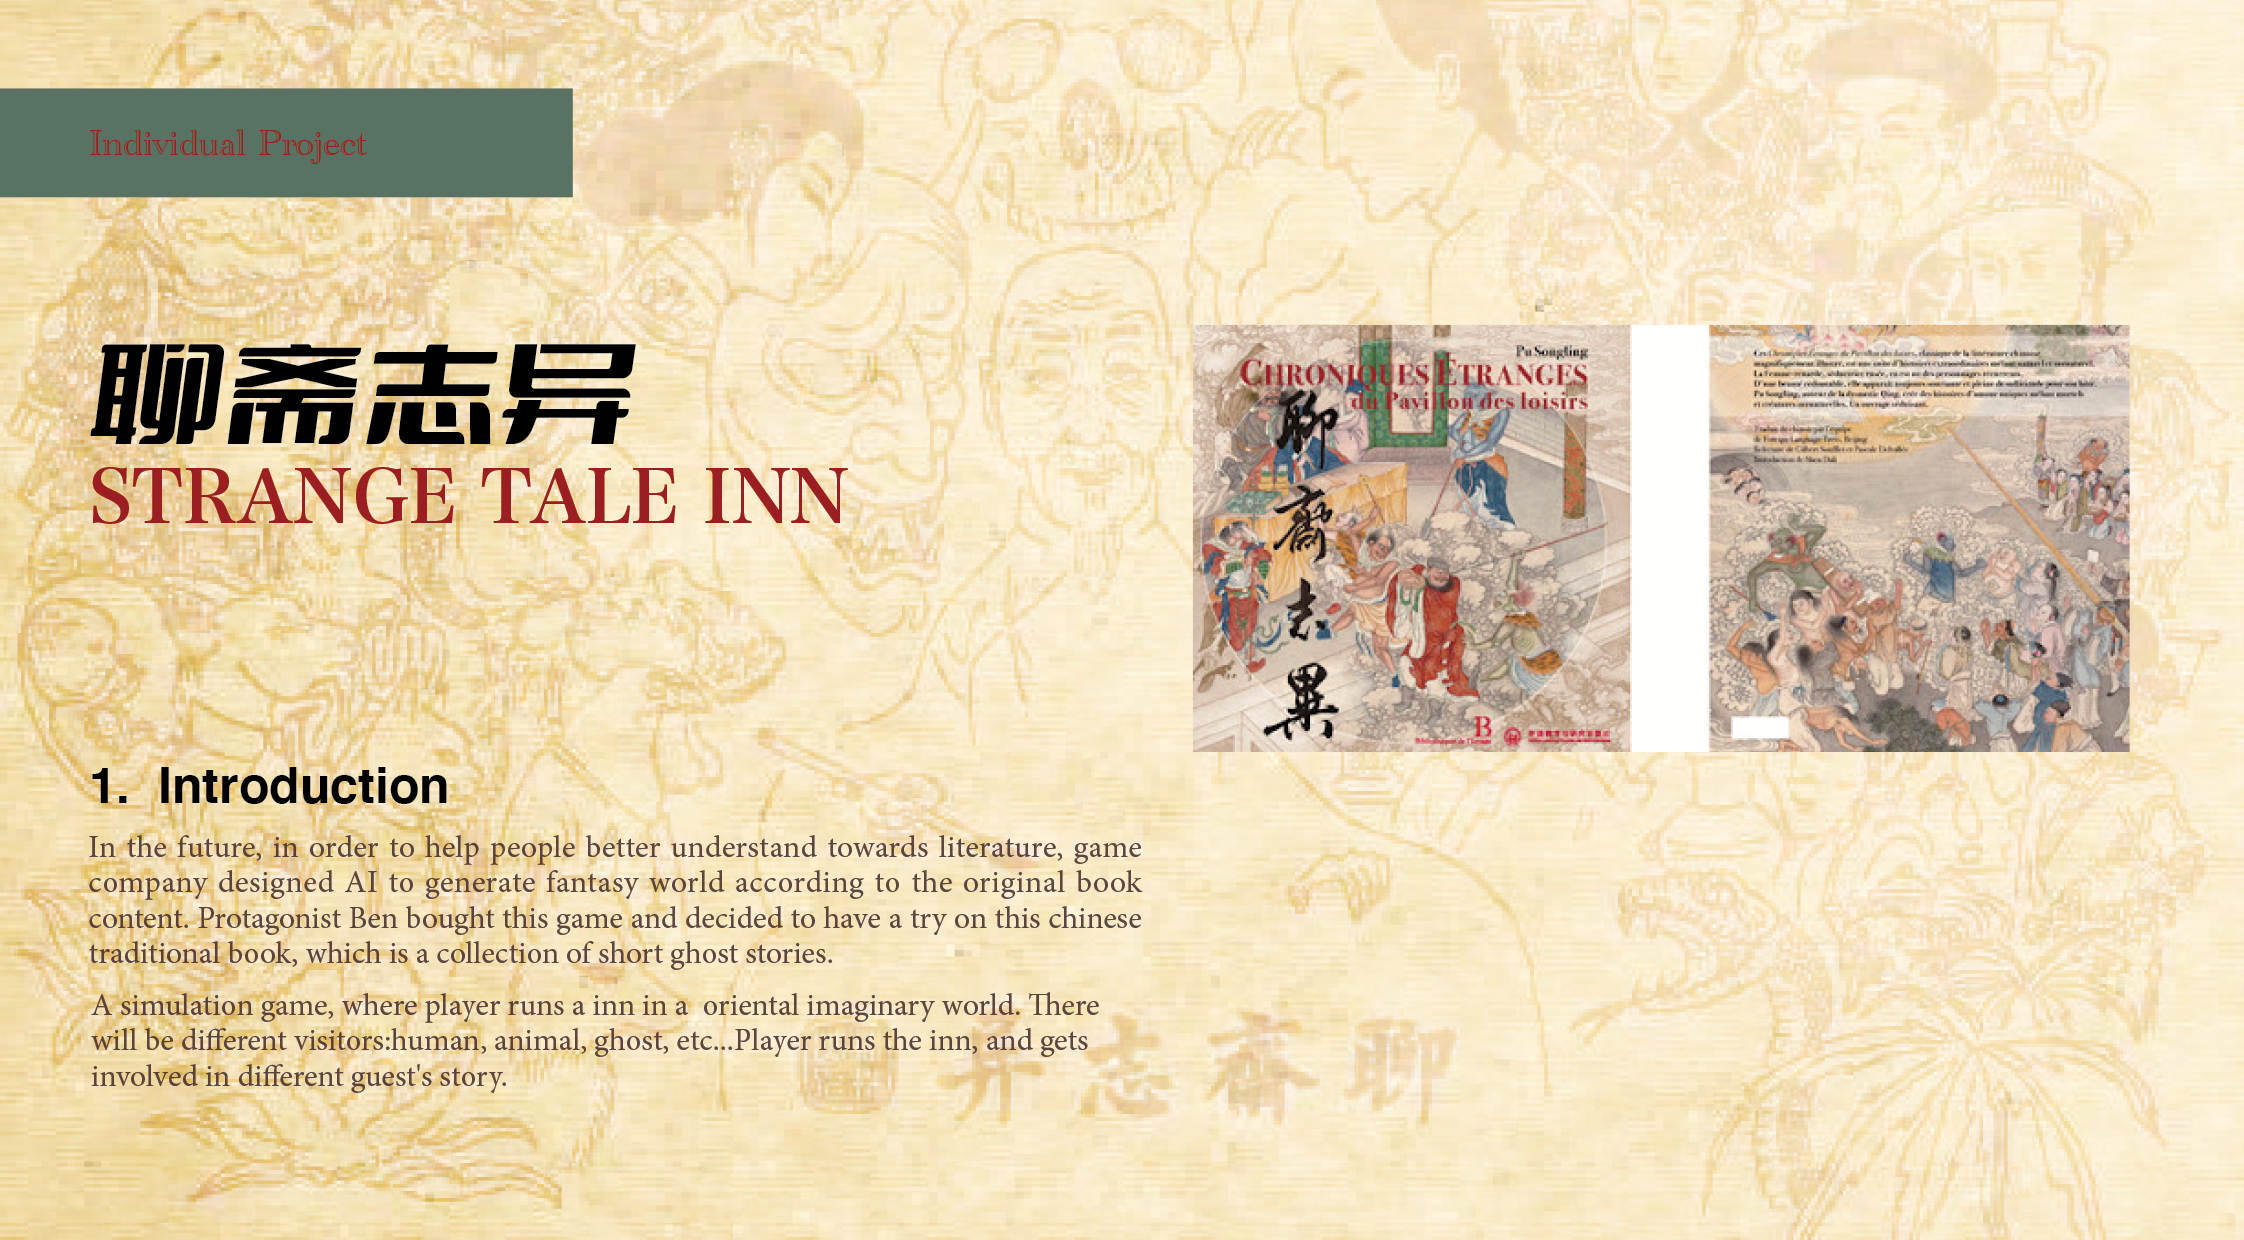 Individual Project
聊斋志异
STRANGE TALE INN
Pu Songling
CHRONIQUES ETRANGES
du Pavillon des loisirs
聊
齋
志
異
B
1. Introduction
In the future, in order to help people better understand towards literature, game
company designed AI to generate fantasy world according to the original book
content. Protagonist Ben bought this game and decided to have a try on this chinese
traditional book, which is a collection of short ghost stories.
A simulation game, where player runs a inn in a oriental imaginary world. There
will be different visitors:human, animal, ghost, etc...Player runs the inn, and gets
involved in different guest's story.
异志斋聊